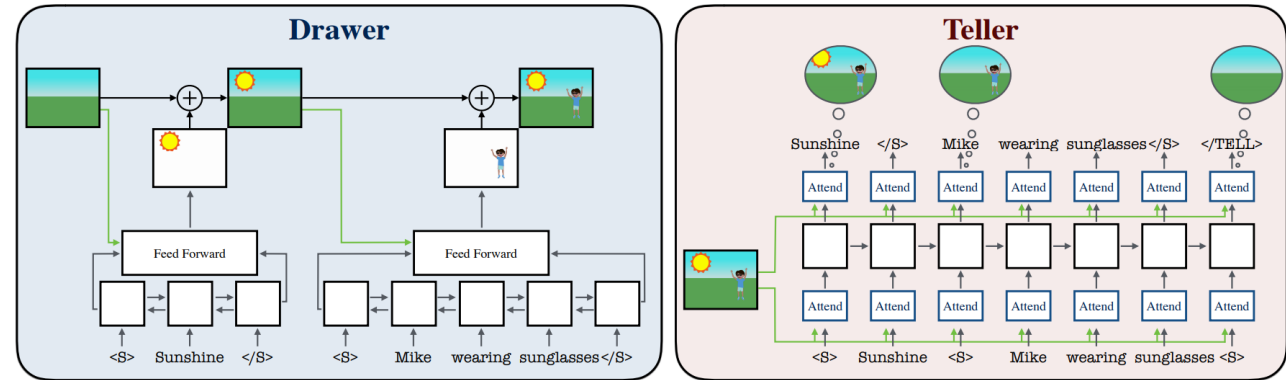 Drawer
Feed Forward
Feed Forward
<S> Sunshine </S>
<S> Mike wearing sunglasses </S>
Teller
Sunshine </S> Mike wearing sunglasses </S> </TELL>
Attend Attend Attend Attend Attend Attend Attend
Attend Attend Attend Attend Attend Attend Attend
<S> Sunshine <S> Mike wearing sunglasses <S>